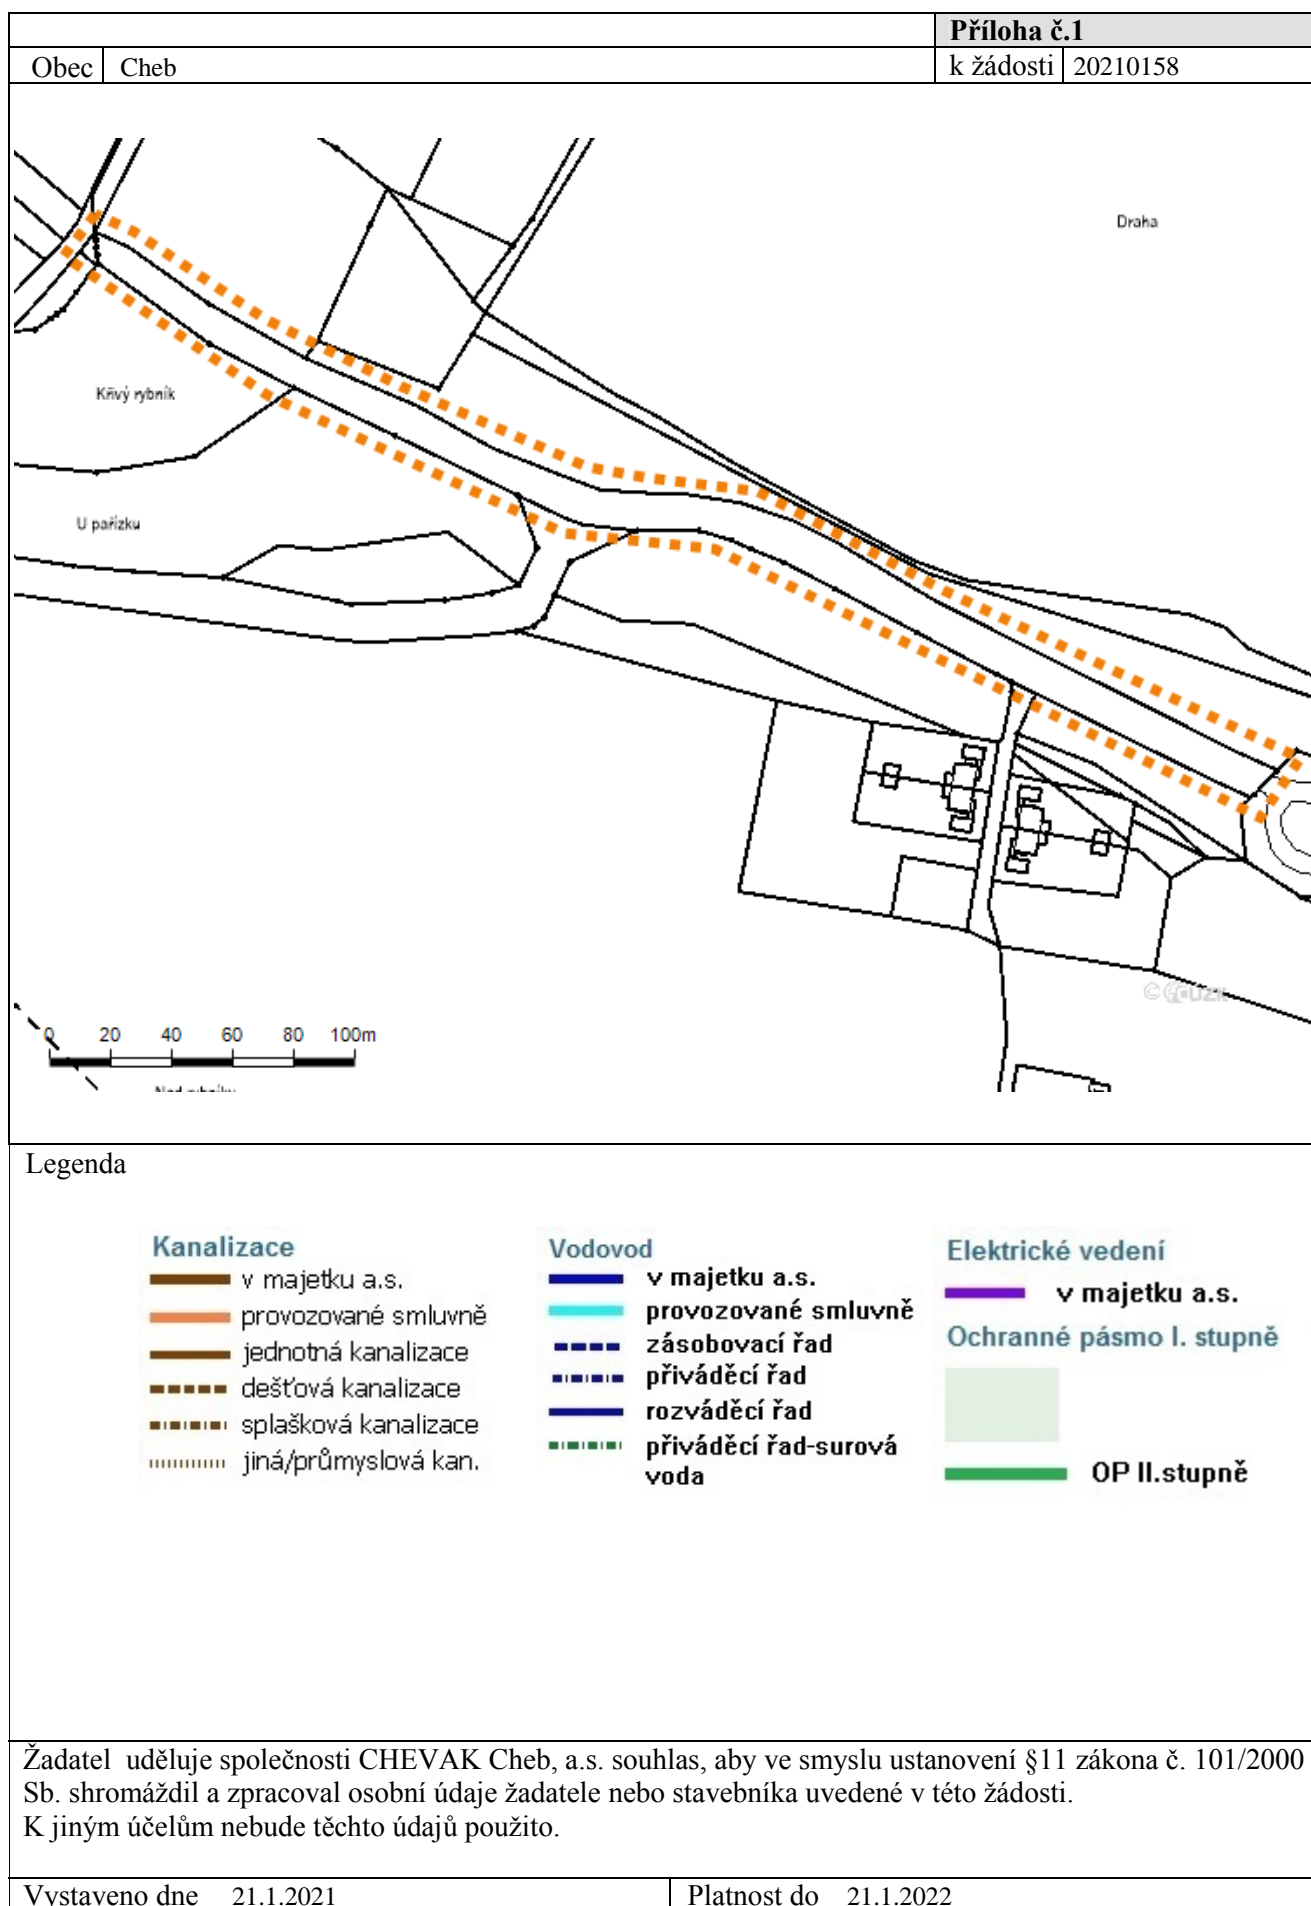 Příloha č.1
Obec Cheb k žádosti 20210158
Draha
Křivý rybník
U pařízku
0 20 40 60 80 100m
Legenda
Kanalizace
v majetku a.s.
provozované smluvně
jednotná kanalizace
dešťová kanalizace
splašková kanalizace
jiná/průmyslová kan.
Vodovod
v majetku a.s.
provozované smluvně
zásobovací řad
přiváděcí řad
rozváděcí řad
přiváděcí řad-surová
voda
Elektrické vedení
v majetku a.s.
Ochranné pásmo I. stupně
OP II.stupně
Žadatel uděluje společnosti CHEVAK Cheb, a.s. souhlas, aby ve smyslu ustanovení §11 zákona č. 101/2000
Sb. shromáždil a zpracoval osobní údaje žadatele nebo stavebníka uvedené v této žádosti.
K jiným účelům nebude těchto údajů použito.
Vystaveno dne 21.1.2021 Platnost do 21.1.2022